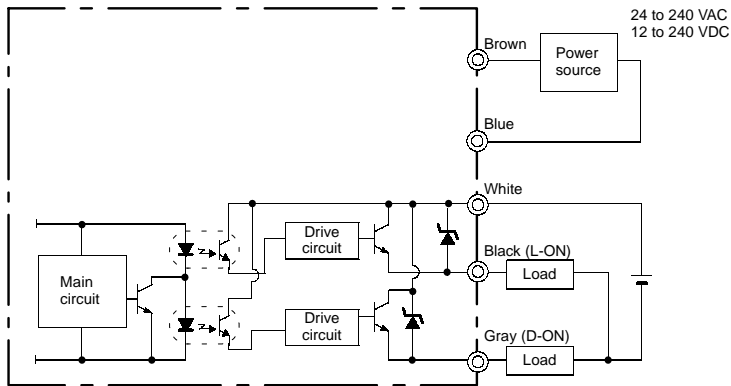 24 to 240 VAC
12 to 240 VDC
Brown
Power
source
Blue
White
Drive
circuit
Black (L-ON)
Load
Main
circuit
Drive
circuit
Gray (D-ON)
Load